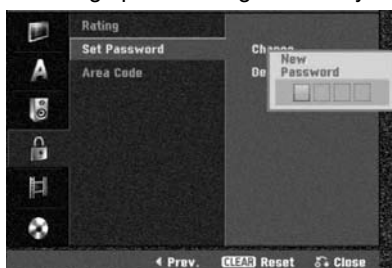 Rating
Set Password
Change
New
Password
Area Code
De
A
Prev. CLEAR Reset Close